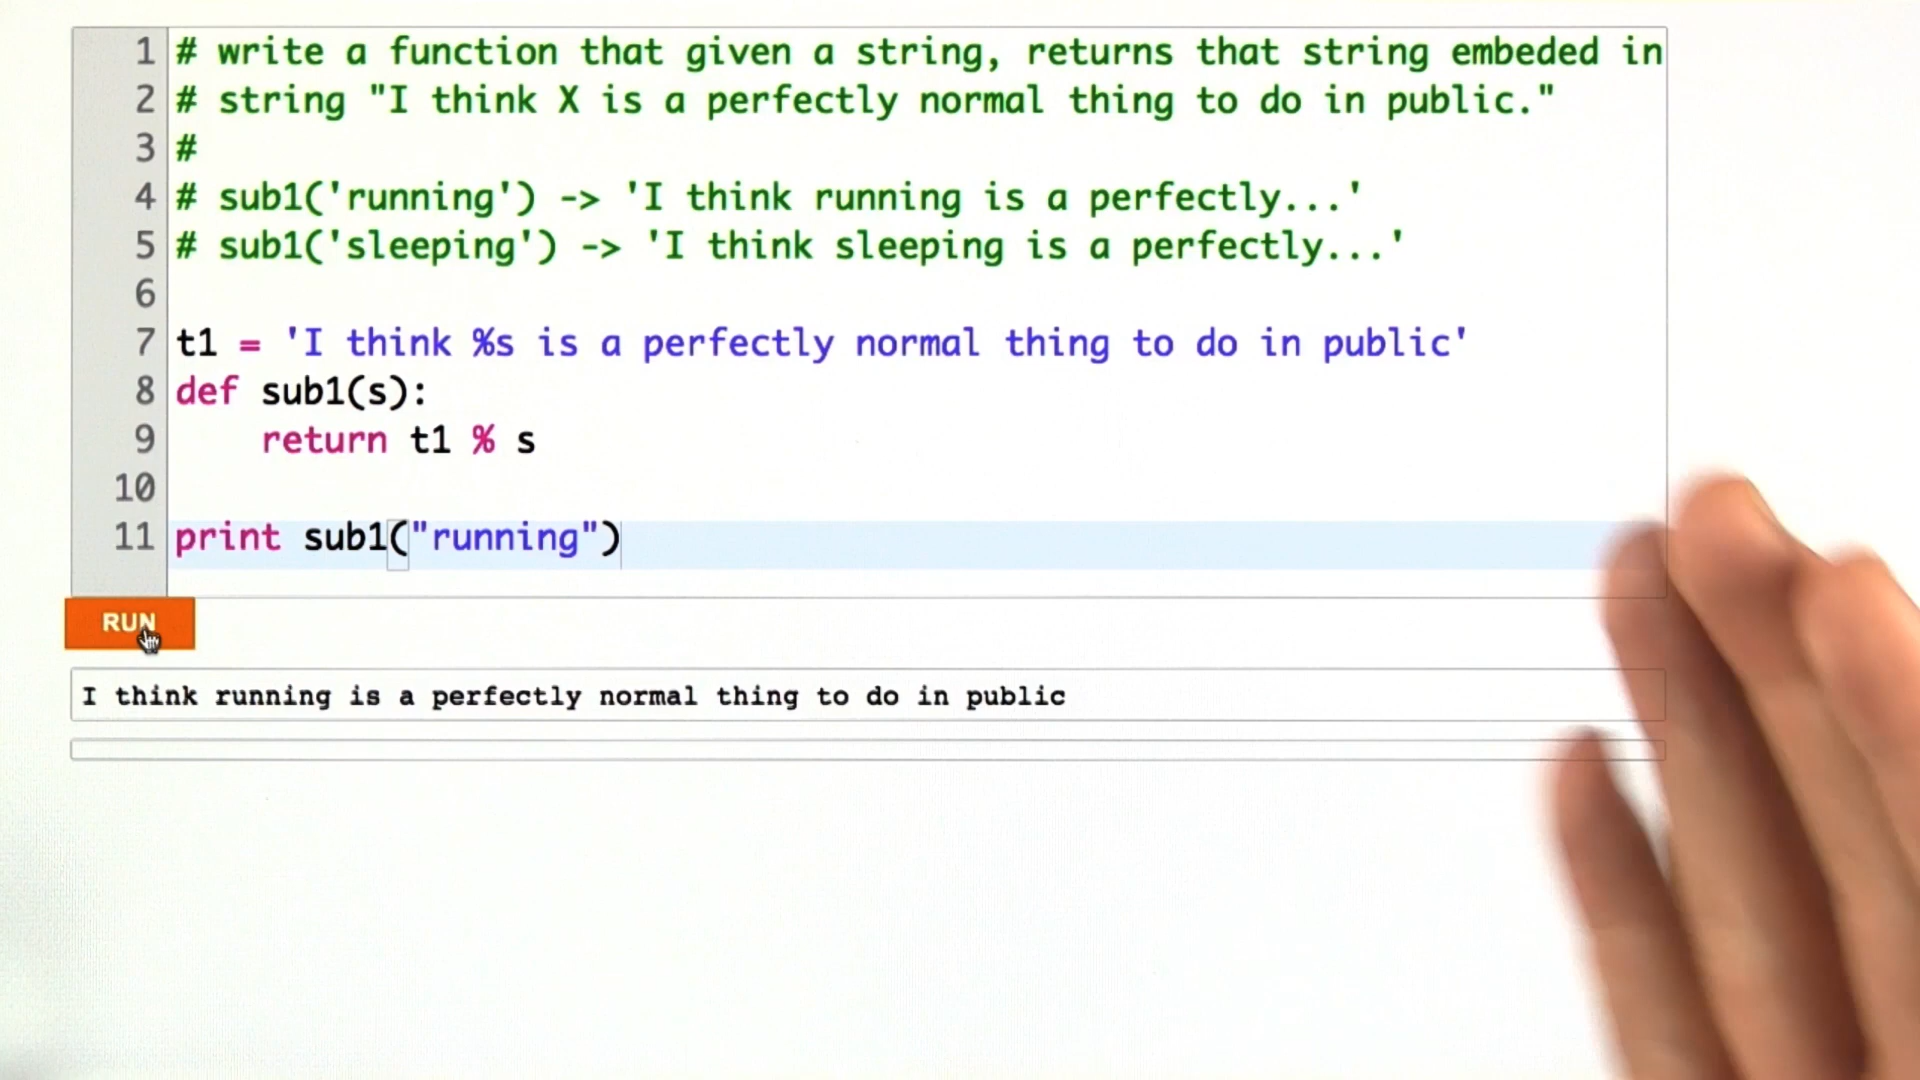 1 # write a function that given a string, returns that string embeded in
2 # string "I think X is a perfectly normal thing to do in public."
3 #
4 # sub1('running') -> 'I think running is a perfectly...'
5 # sub1('sleeping') -> 'I think sleeping is a perfectly...'
6
7 t1 = 'I think %s is a perfectly normal thing to do in public'
8 def sub1(s):
9     return t1 % s
10
11 print sub1("running")
RUN
I think running is a perfectly normal thing to do in public